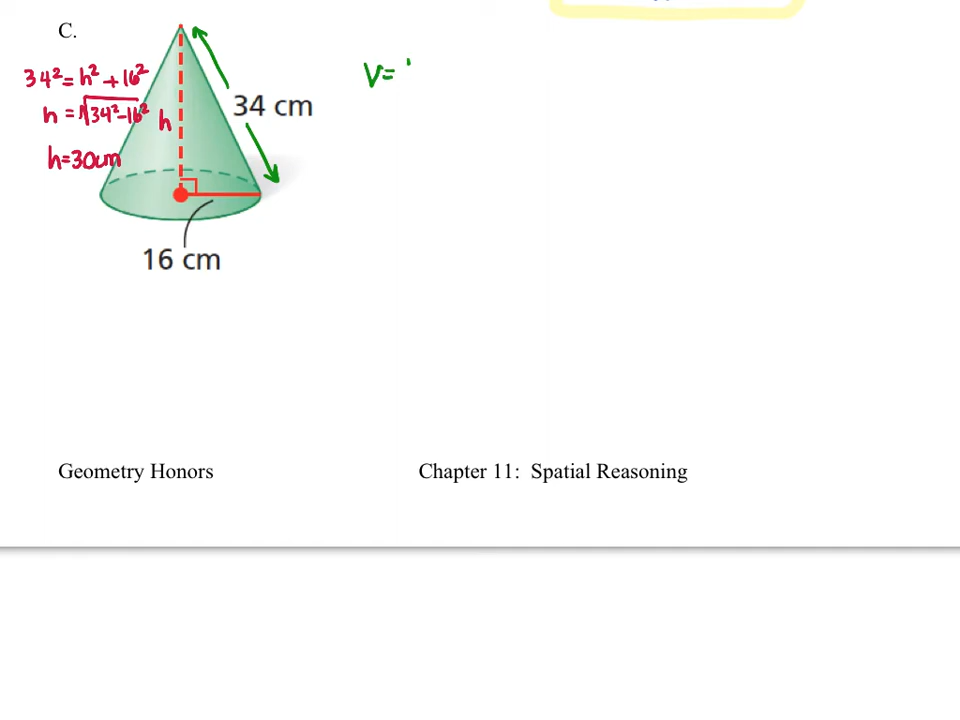 C.
34² = h² + 16²
h = √34² - 16²
h
h = 30cm
34 cm
V = '
16 cm
Geometry Honors
Chapter 11: Spatial Reasoning